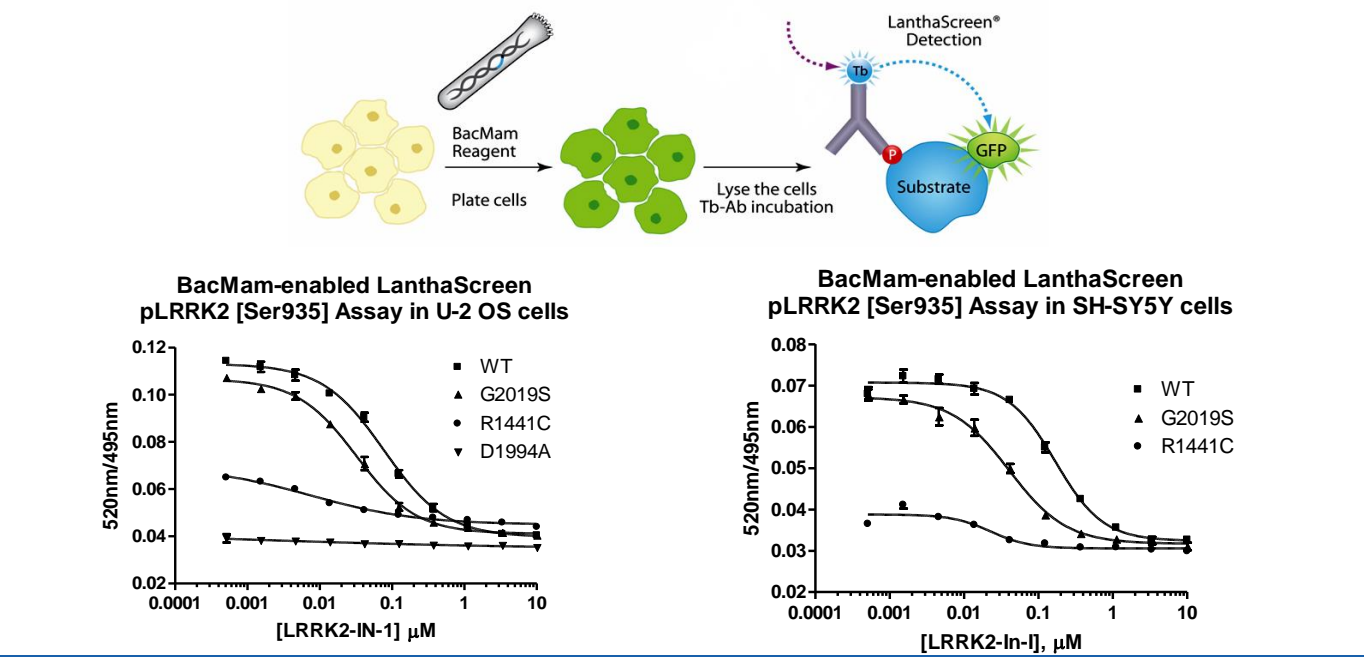 LanthaScreen®
Detection
Tb
BacMam
Reagent
Plate cells
Lyse the cells
Tb-Ab incubation
P
GFP
Substrate
BacMam-enabled LanthaScreen
pLRRK2 [Ser935] Assay in U-2 OS cells
0.12
0.10
0.08
0.06
0.04
0.02
520nm/495nm
WT
G2019S
R1441C
D1994A
0.0001
0.001
0.01
0.1
1
10
[LRRK2-IN-1] μM
BacMam-enabled LanthaScreen
pLRRK2 [Ser935] Assay in SH-SY5Y cells
0.08
0.07
0.06
0.05
0.04
0.03
0.02
520nm/495nm
WT
G2019S
R1441C
0.0001
0.001
0.01
0.1
1
10
[LRRK2-In-I], μM